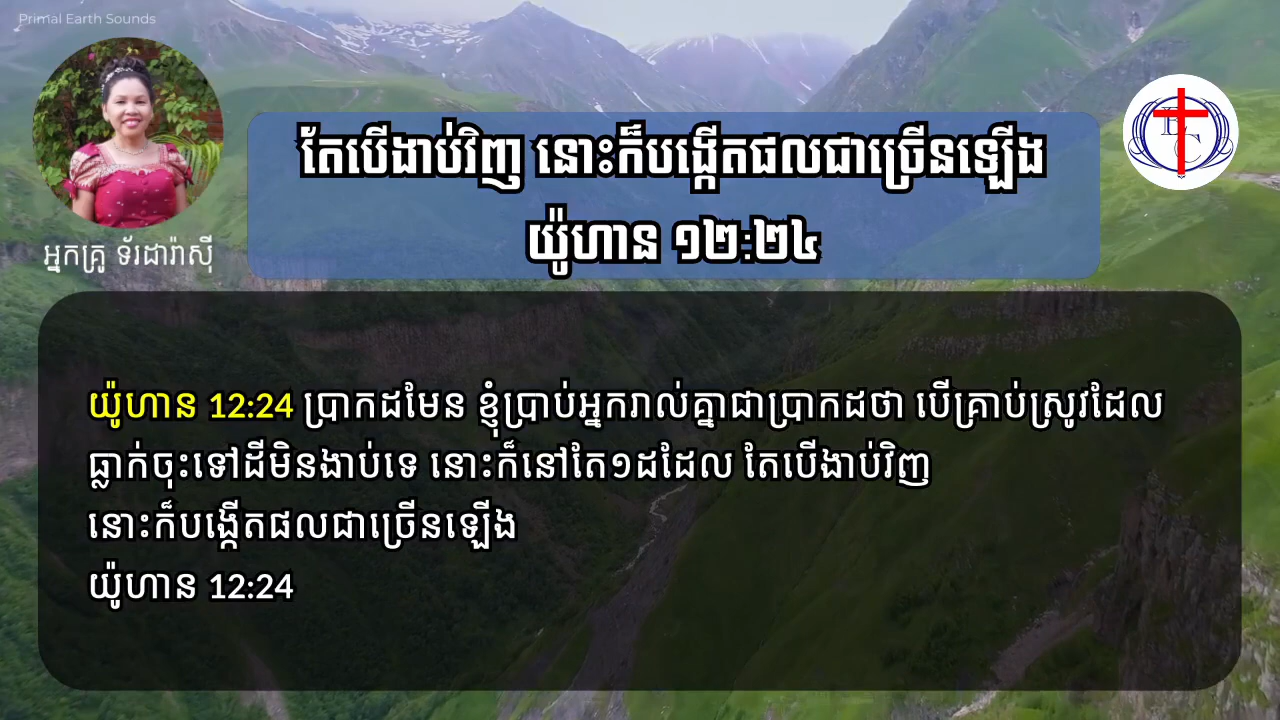 Primal Earth Sounds
តែបើងាប់វិញ នោះក៏បង្កើតផលជាច្រើនឡើង
យ៉ូហាន ១២:២៤
អ្នកគ្រូ ទ័រដារ៉ាស៊ី
យ៉ូហាន 12:24 ប្រាកដមែន ខ្ញុំប្រាប់អ្នករាល់គ្នាជាប្រាកដថា បើគ្រាប់ស្រូវដែល
ធ្លាក់ចុះទៅដីមិនងាប់ទេ នោះក៏នៅតែ១ដដែល តែបើងាប់វិញ
នោះក៏បង្កើតផលជាច្រើនឡើង
យ៉ូហាន 12:24